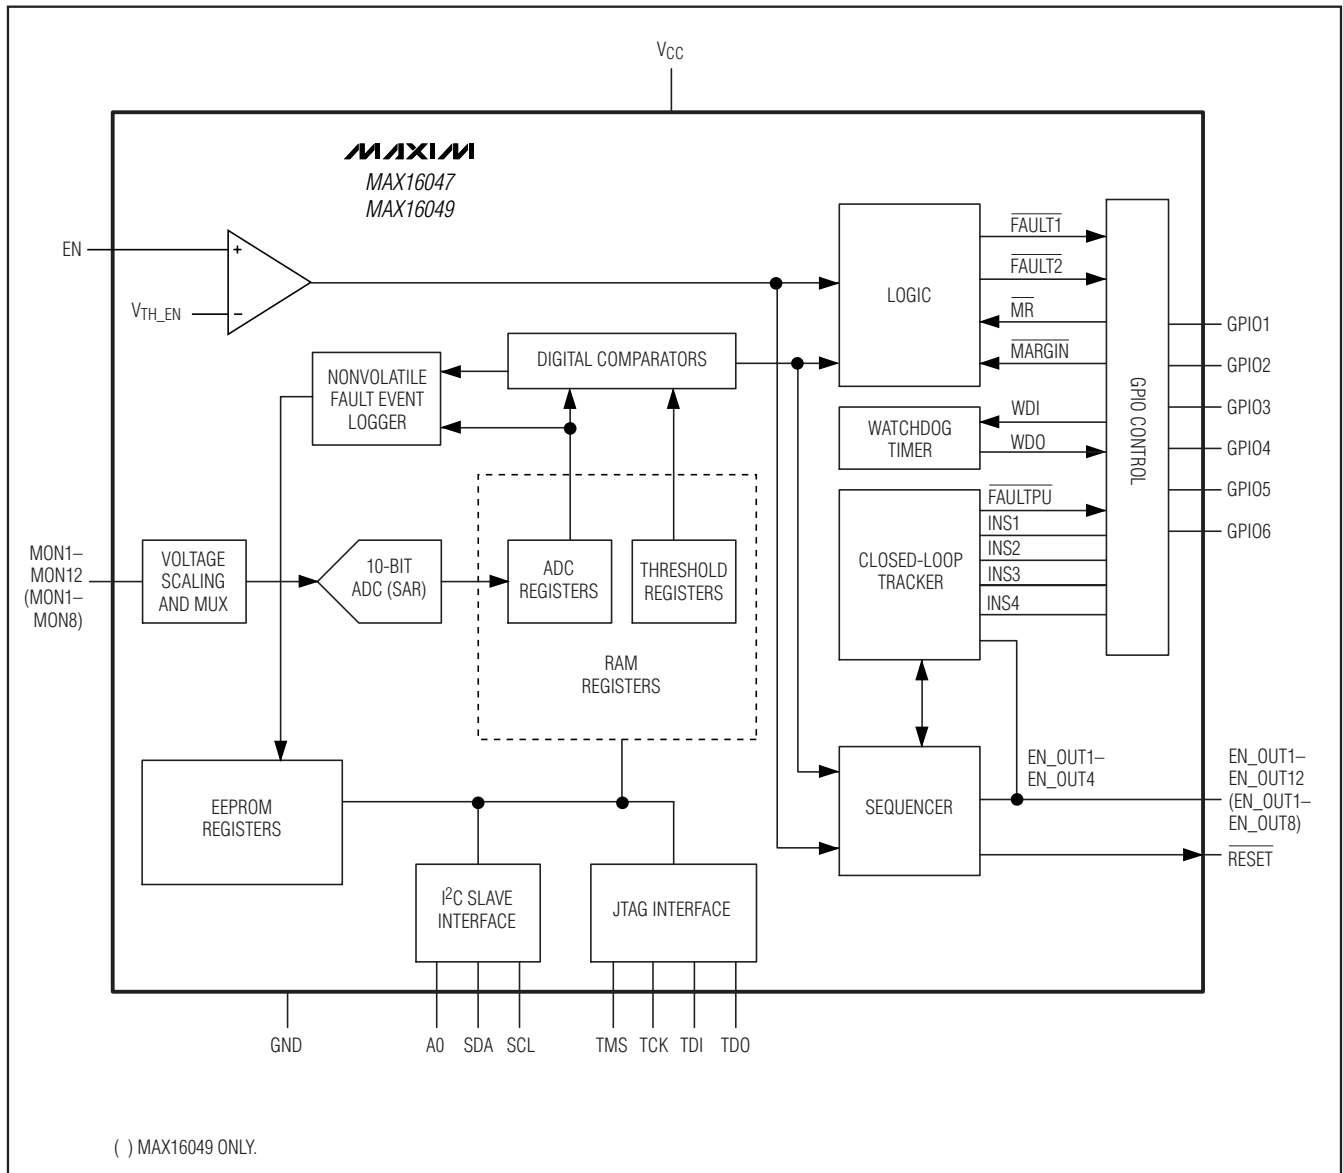 VCC
MAXIM
MAX16047
MAX16049
EN
+
VTH_EN
−
LOGIC
FAULT1
FAULT2
MR
MARGIN
DIGITAL COMPARATORS
NONVOLATILE
FAULT EVENT
LOGGER
WATCHDOG
TIMER
WDI
WDO
GPIO CONTROL
GPIO1
GPIO2
GPIO3
GPIO4
GPIO5
GPIO6
MON1–
MON12
(MON1–
MON8)
VOLTAGE
SCALING
AND MUX
10-BIT
ADC (SAR)
ADC
REGISTERS
THRESHOLD
REGISTERS
RAM
REGISTERS
CLOSED-LOOP
TRACKER
FAULTPU
INS1
INS2
INS3
INS4
EEPROM
REGISTERS
SEQUENCER
EN_OUT1–
EN_OUT4
EN_OUT1–
EN_OUT12
(EN_OUT1–
EN_OUT8)
RESET
I²C SLAVE
INTERFACE
JTAG INTERFACE
GND
A0
SDA
SCL
TMS
TCK
TDI
TDO
( ) MAX16049 ONLY.